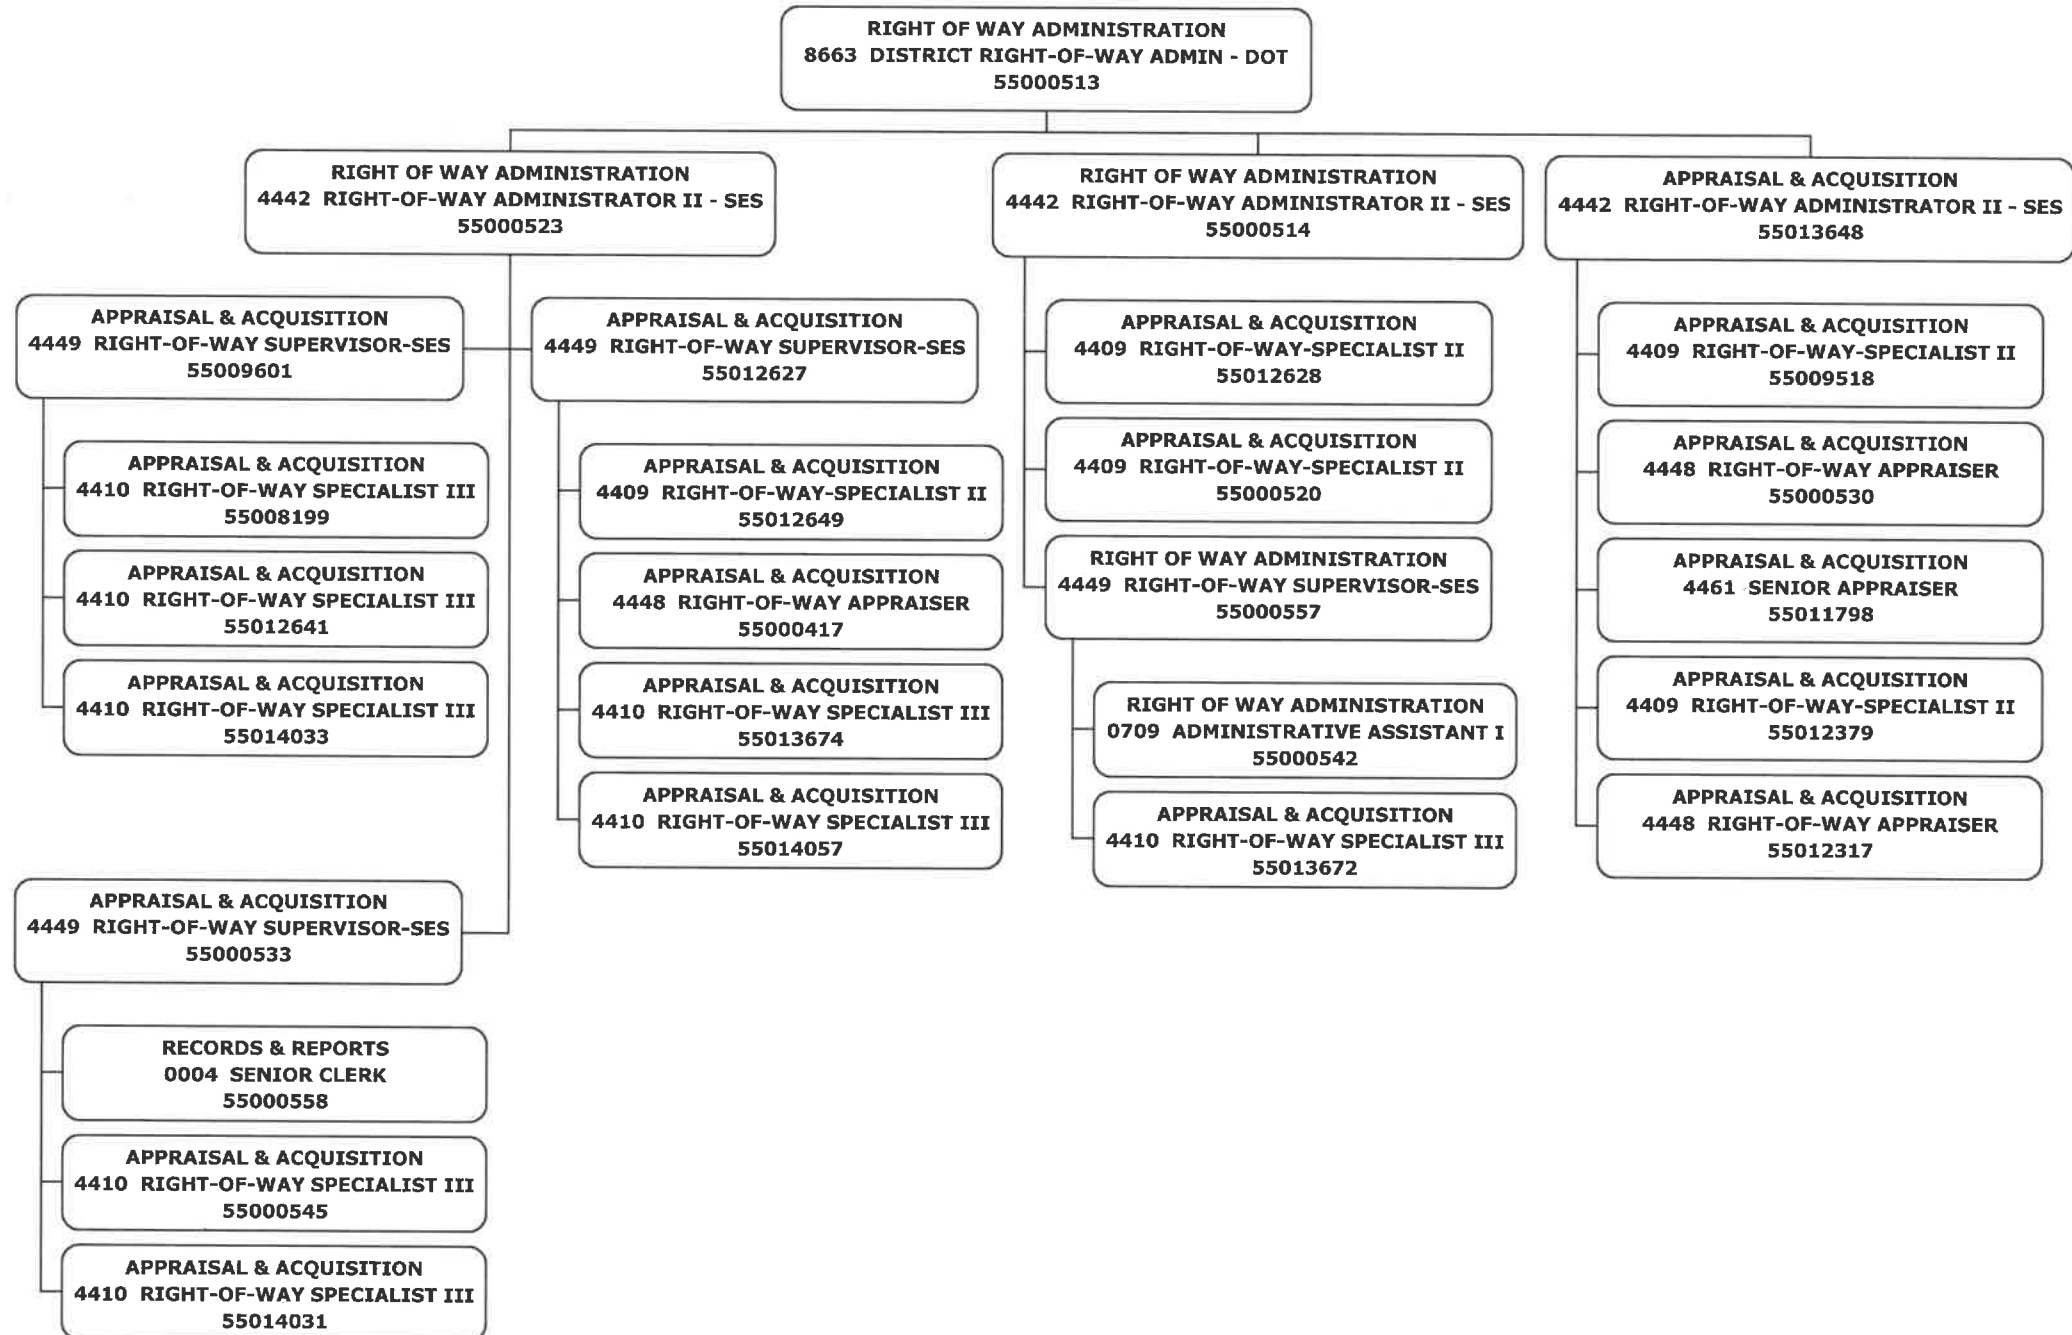 RIGHT OF WAY ADMINISTRATION
8663 DISTRICT RIGHT-OF-WAY ADMIN - DOT
55000513
RIGHT OF WAY ADMINISTRATION
4442 RIGHT-OF-WAY ADMINISTRATOR II - SES
55000523
APPRAISAL & ACQUISITION
4449 RIGHT-OF-WAY SUPERVISOR-SES
55009601
APPRAISAL & ACQUISITION
4410 RIGHT-OF-WAY SPECIALIST III
55008199
APPRAISAL & ACQUISITION
4410 RIGHT-OF-WAY SPECIALIST III
55012641
APPRAISAL & ACQUISITION
4410 RIGHT-OF-WAY SPECIALIST III
55014033
APPRAISAL & ACQUISITION
4449 RIGHT-OF-WAY SUPERVISOR-SES
55012627
APPRAISAL & ACQUISITION
4409 RIGHT-OF-WAY-SPECIALIST II
55012649
APPRAISAL & ACQUISITION
4448 RIGHT-OF-WAY APPRAISER
55000417
APPRAISAL & ACQUISITION
4410 RIGHT-OF-WAY SPECIALIST III
55013674
APPRAISAL & ACQUISITION
4410 RIGHT-OF-WAY SPECIALIST III
55014057
APPRAISAL & ACQUISITION
4449 RIGHT-OF-WAY SUPERVISOR-SES
55000533
RECORDS & REPORTS
0004 SENIOR CLERK
55000558
APPRAISAL & ACQUISITION
4410 RIGHT-OF-WAY SPECIALIST III
55000545
APPRAISAL & ACQUISITION
4410 RIGHT-OF-WAY SPECIALIST III
55014031
RIGHT OF WAY ADMINISTRATION
4442 RIGHT-OF-WAY ADMINISTRATOR II - SES
55000514
APPRAISAL & ACQUISITION
4409 RIGHT-OF-WAY-SPECIALIST II
55012628
APPRAISAL & ACQUISITION
4409 RIGHT-OF-WAY-SPECIALIST II
55000520
RIGHT OF WAY ADMINISTRATION
4449 RIGHT-OF-WAY SUPERVISOR-SES
55000557
RIGHT OF WAY ADMINISTRATION
0709 ADMINISTRATIVE ASSISTANT I
55000542
APPRAISAL & ACQUISITION
4410 RIGHT-OF-WAY SPECIALIST III
55013672
APPRAISAL & ACQUISITION
4442 RIGHT-OF-WAY ADMINISTRATOR II - SES
55013648
APPRAISAL & ACQUISITION
4409 RIGHT-OF-WAY-SPECIALIST II
55009518
APPRAISAL & ACQUISITION
4448 RIGHT-OF-WAY APPRAISER
55000530
APPRAISAL & ACQUISITION
4461 SENIOR APPRAISER
55011798
APPRAISAL & ACQUISITION
4409 RIGHT-OF-WAY-SPECIALIST II
55012379
APPRAISAL & ACQUISITION
4448 RIGHT-OF-WAY APPRAISER
55012317